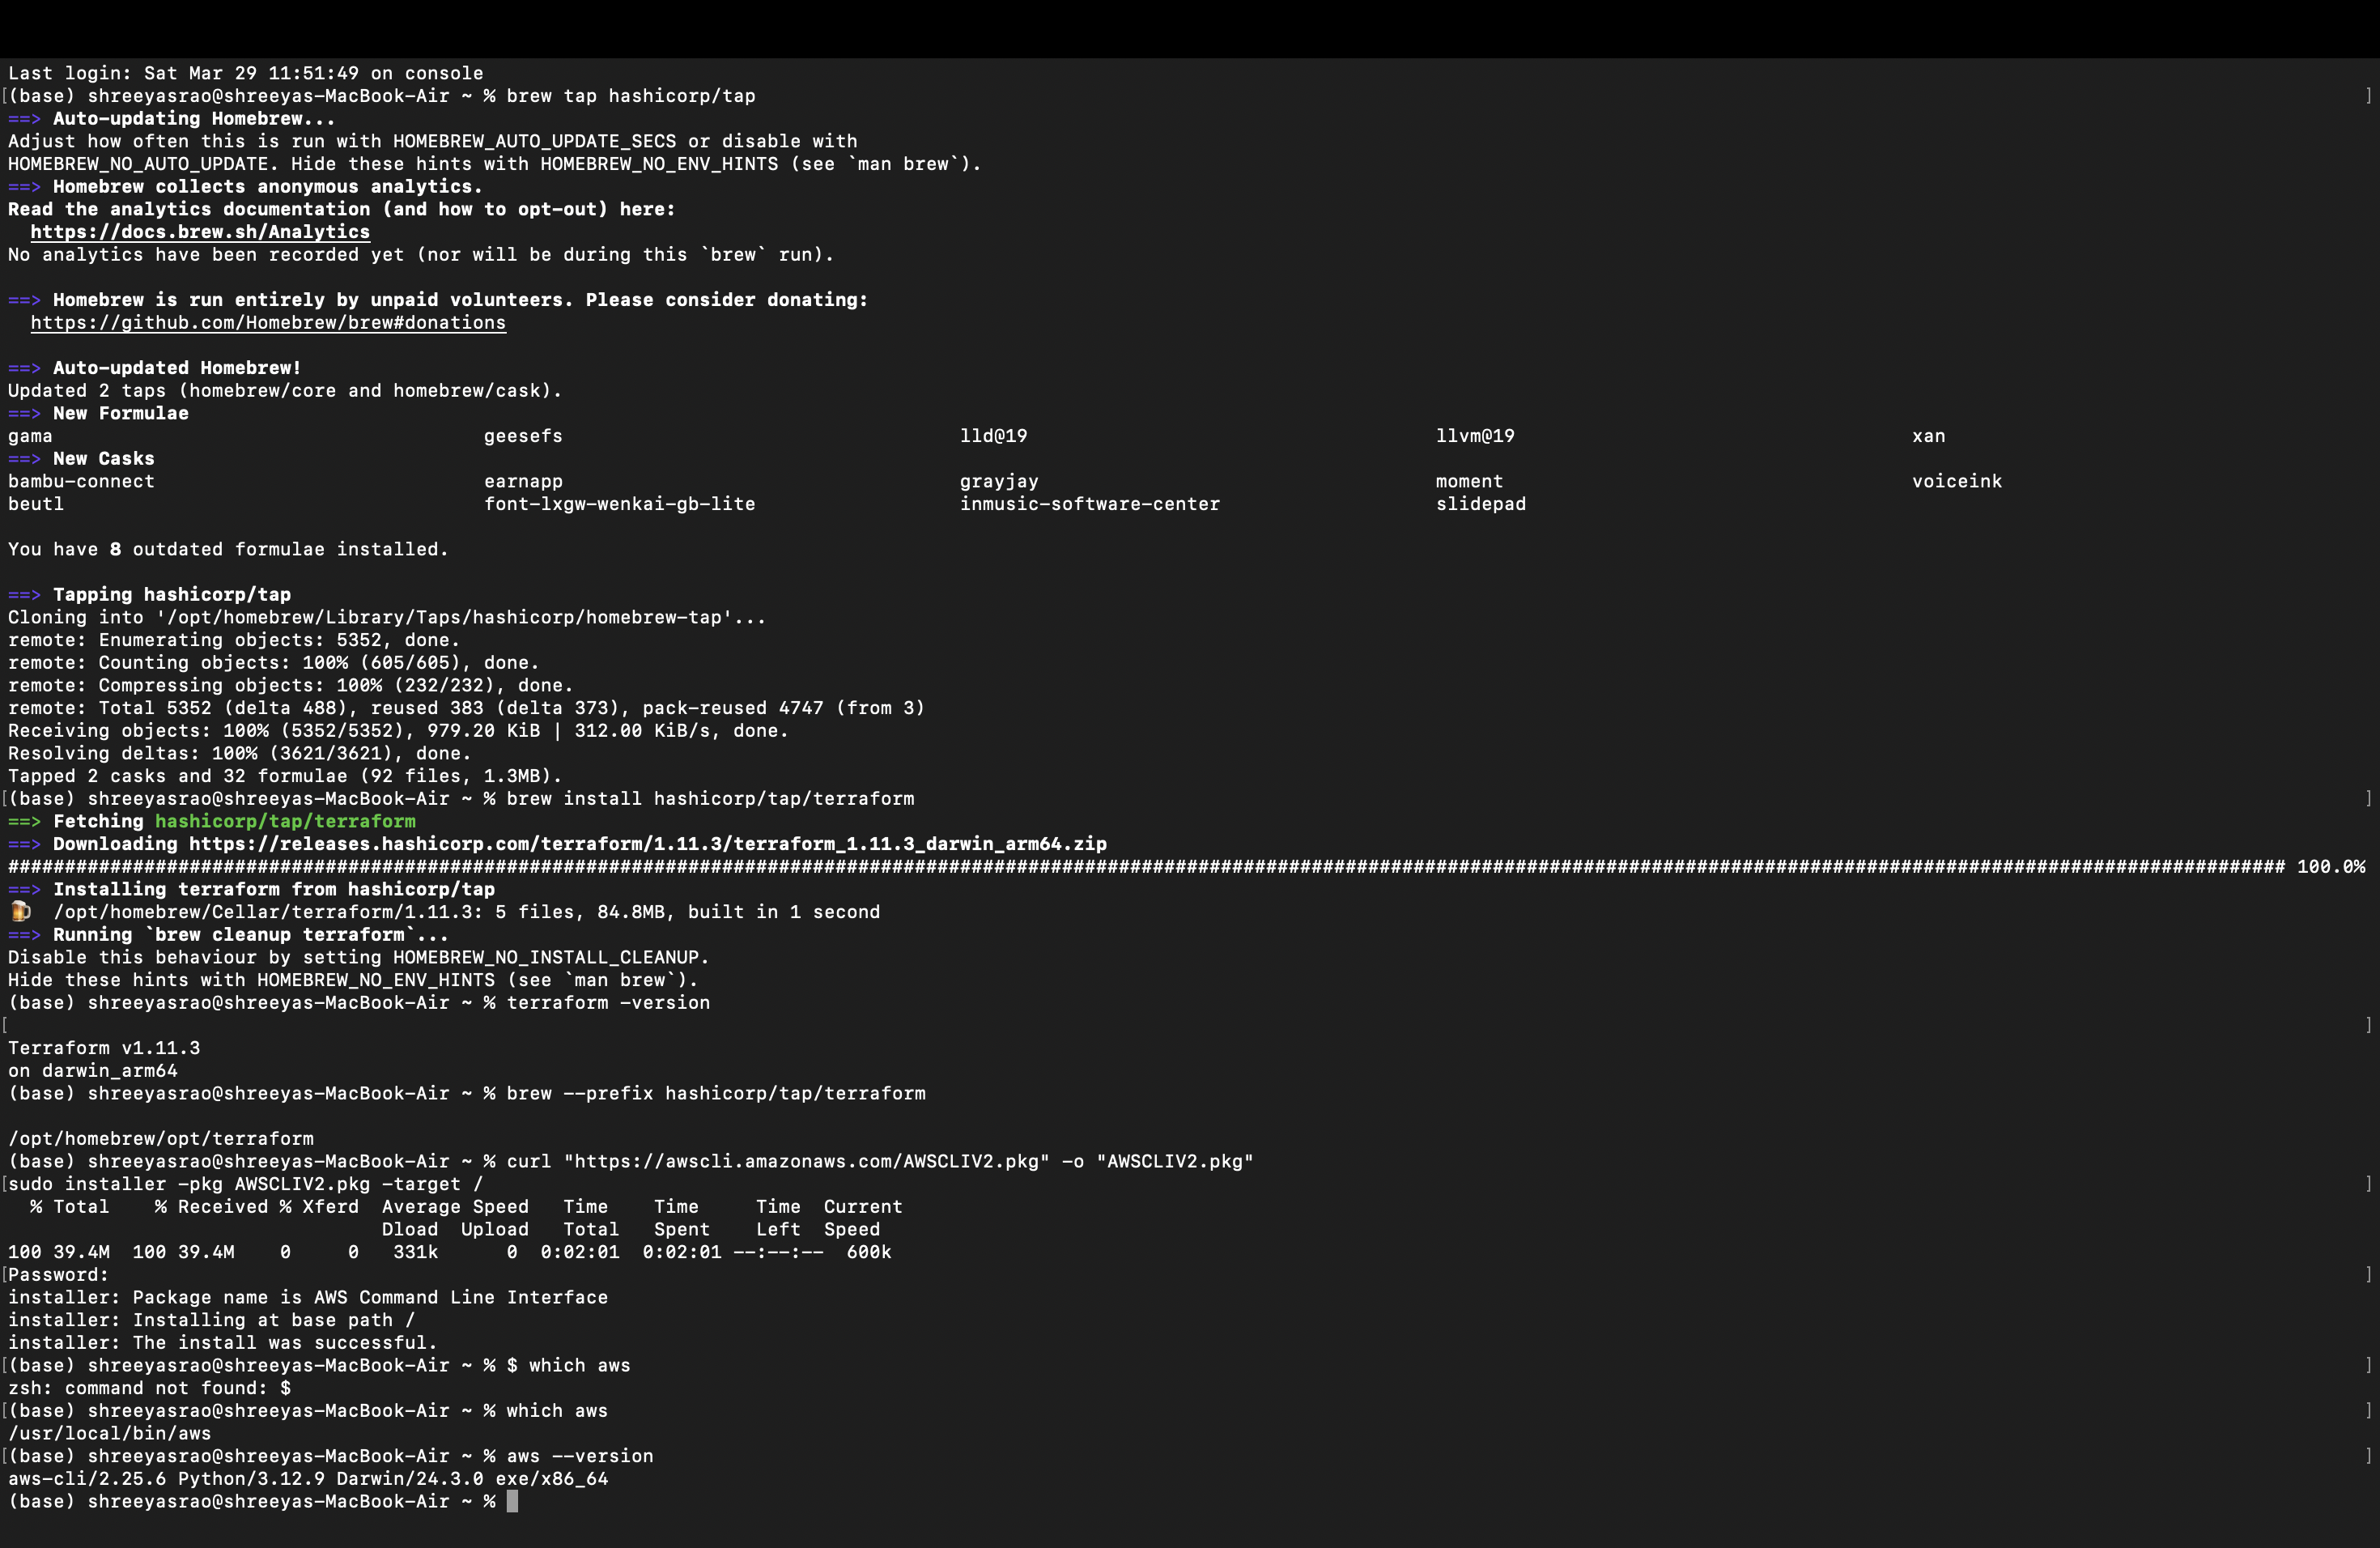 Last login: Sat Mar 29 11:51:49 on console
[(base) shreeyasrao@shreeyas-MacBook-Air ~ % brew tap hashicorp/tap ]
==> Auto-updating Homebrew...
Adjust how often this is run with HOMEBREW_AUTO_UPDATE_SECS or disable with
HOMEBREW_NO_AUTO_UPDATE. Hide these hints with HOMEBREW_NO_ENV_HINTS (see `man brew`).
==> Homebrew collects anonymous analytics.
Read the analytics documentation (and how to opt-out) here:
  https://docs.brew.sh/Analytics
No analytics have been recorded yet (nor will be during this `brew` run).

==> Homebrew is run entirely by unpaid volunteers. Please consider donating:
  https://github.com/Homebrew/brew#donations

==> Auto-updated Homebrew!
Updated 2 taps (homebrew/core and homebrew/cask).
==> New Formulae
gama geesefs lld@19 llvm@19 xan
==> New Casks
bambu-connect earnapp grayjay moment voiceink
beutl font-lxgw-wenkai-gb-lite inmusic-software-center slidepad

You have 8 outdated formulae installed.

==> Tapping hashicorp/tap
Cloning into '/opt/homebrew/Library/Taps/hashicorp/homebrew-tap'...
remote: Enumerating objects: 5352, done.
remote: Counting objects: 100% (605/605), done.
remote: Compressing objects: 100% (232/232), done.
remote: Total 5352 (delta 488), reused 383 (delta 373), pack-reused 4747 (from 3)
Receiving objects: 100% (5352/5352), 979.20 KiB | 312.00 KiB/s, done.
Resolving deltas: 100% (3621/3621), done.
Tapped 2 casks and 32 formulae (92 files, 1.3MB).
[(base) shreeyasrao@shreeyas-MacBook-Air ~ % brew install hashicorp/tap/terraform ]
==> Fetching hashicorp/tap/terraform
==> Downloading https://releases.hashicorp.com/terraform/1.11.3/terraform_1.11.3_darwin_arm64.zip
######################################################################################################################################################################################################### 100.0%
==> Installing terraform from hashicorp/tap
🍺  /opt/homebrew/Cellar/terraform/1.11.3: 5 files, 84.8MB, built in 1 second
==> Running `brew cleanup terraform`...
Disable this behaviour by setting HOMEBREW_NO_INSTALL_CLEANUP.
Hide these hints with HOMEBREW_NO_ENV_HINTS (see `man brew`).
(base) shreeyasrao@shreeyas-MacBook-Air ~ % terraform -version
[ ]
Terraform v1.11.3
on darwin_arm64
(base) shreeyasrao@shreeyas-MacBook-Air ~ % brew --prefix hashicorp/tap/terraform

/opt/homebrew/opt/terraform
(base) shreeyasrao@shreeyas-MacBook-Air ~ % curl "https://awscli.amazonaws.com/AWSCLIV2.pkg" -o "AWSCLIV2.pkg"
[sudo installer -pkg AWSCLIV2.pkg -target / ]
  % Total    % Received % Xferd  Average Speed   Time    Time     Time  Current
                                 Dload  Upload   Total   Spent    Left  Speed
100 39.4M  100 39.4M    0     0   331k      0  0:02:01  0:02:01 --:--:--  600k
[Password: ]
installer: Package name is AWS Command Line Interface
installer: Installing at base path /
installer: The install was successful.
[(base) shreeyasrao@shreeyas-MacBook-Air ~ % $ which aws ]
zsh: command not found: $
[(base) shreeyasrao@shreeyas-MacBook-Air ~ % which aws ]
/usr/local/bin/aws
[(base) shreeyasrao@shreeyas-MacBook-Air ~ % aws --version ]
aws-cli/2.25.6 Python/3.12.9 Darwin/24.3.0 exe/x86_64
(base) shreeyasrao@shreeyas-MacBook-Air ~ %